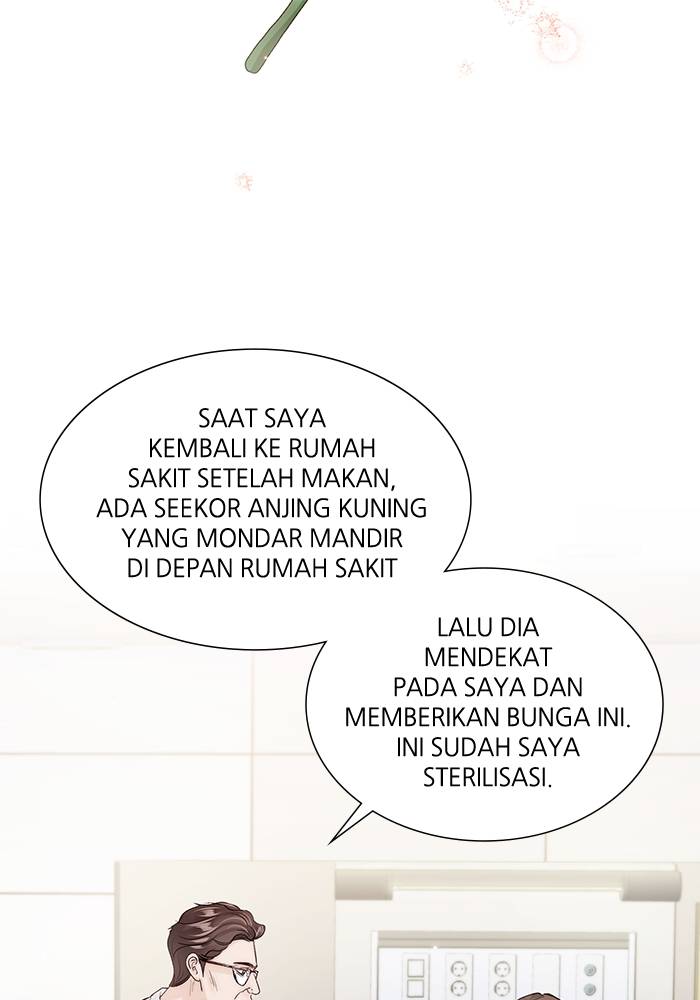 SAAT SAYA
KEMBALI KE RUMAH
SAKIT SETELAH MAKAN,
ADA SEEKOR ANJING KUNING
YANG MONDAR MANDIR
DI DEPAN RUMAH SAKIT
LALU DIA
MENDEKAT
PADA SAYA DAN
MEMBERIKAN BUNGA INI.
INI SUDAH SAYA
STERILISASI.